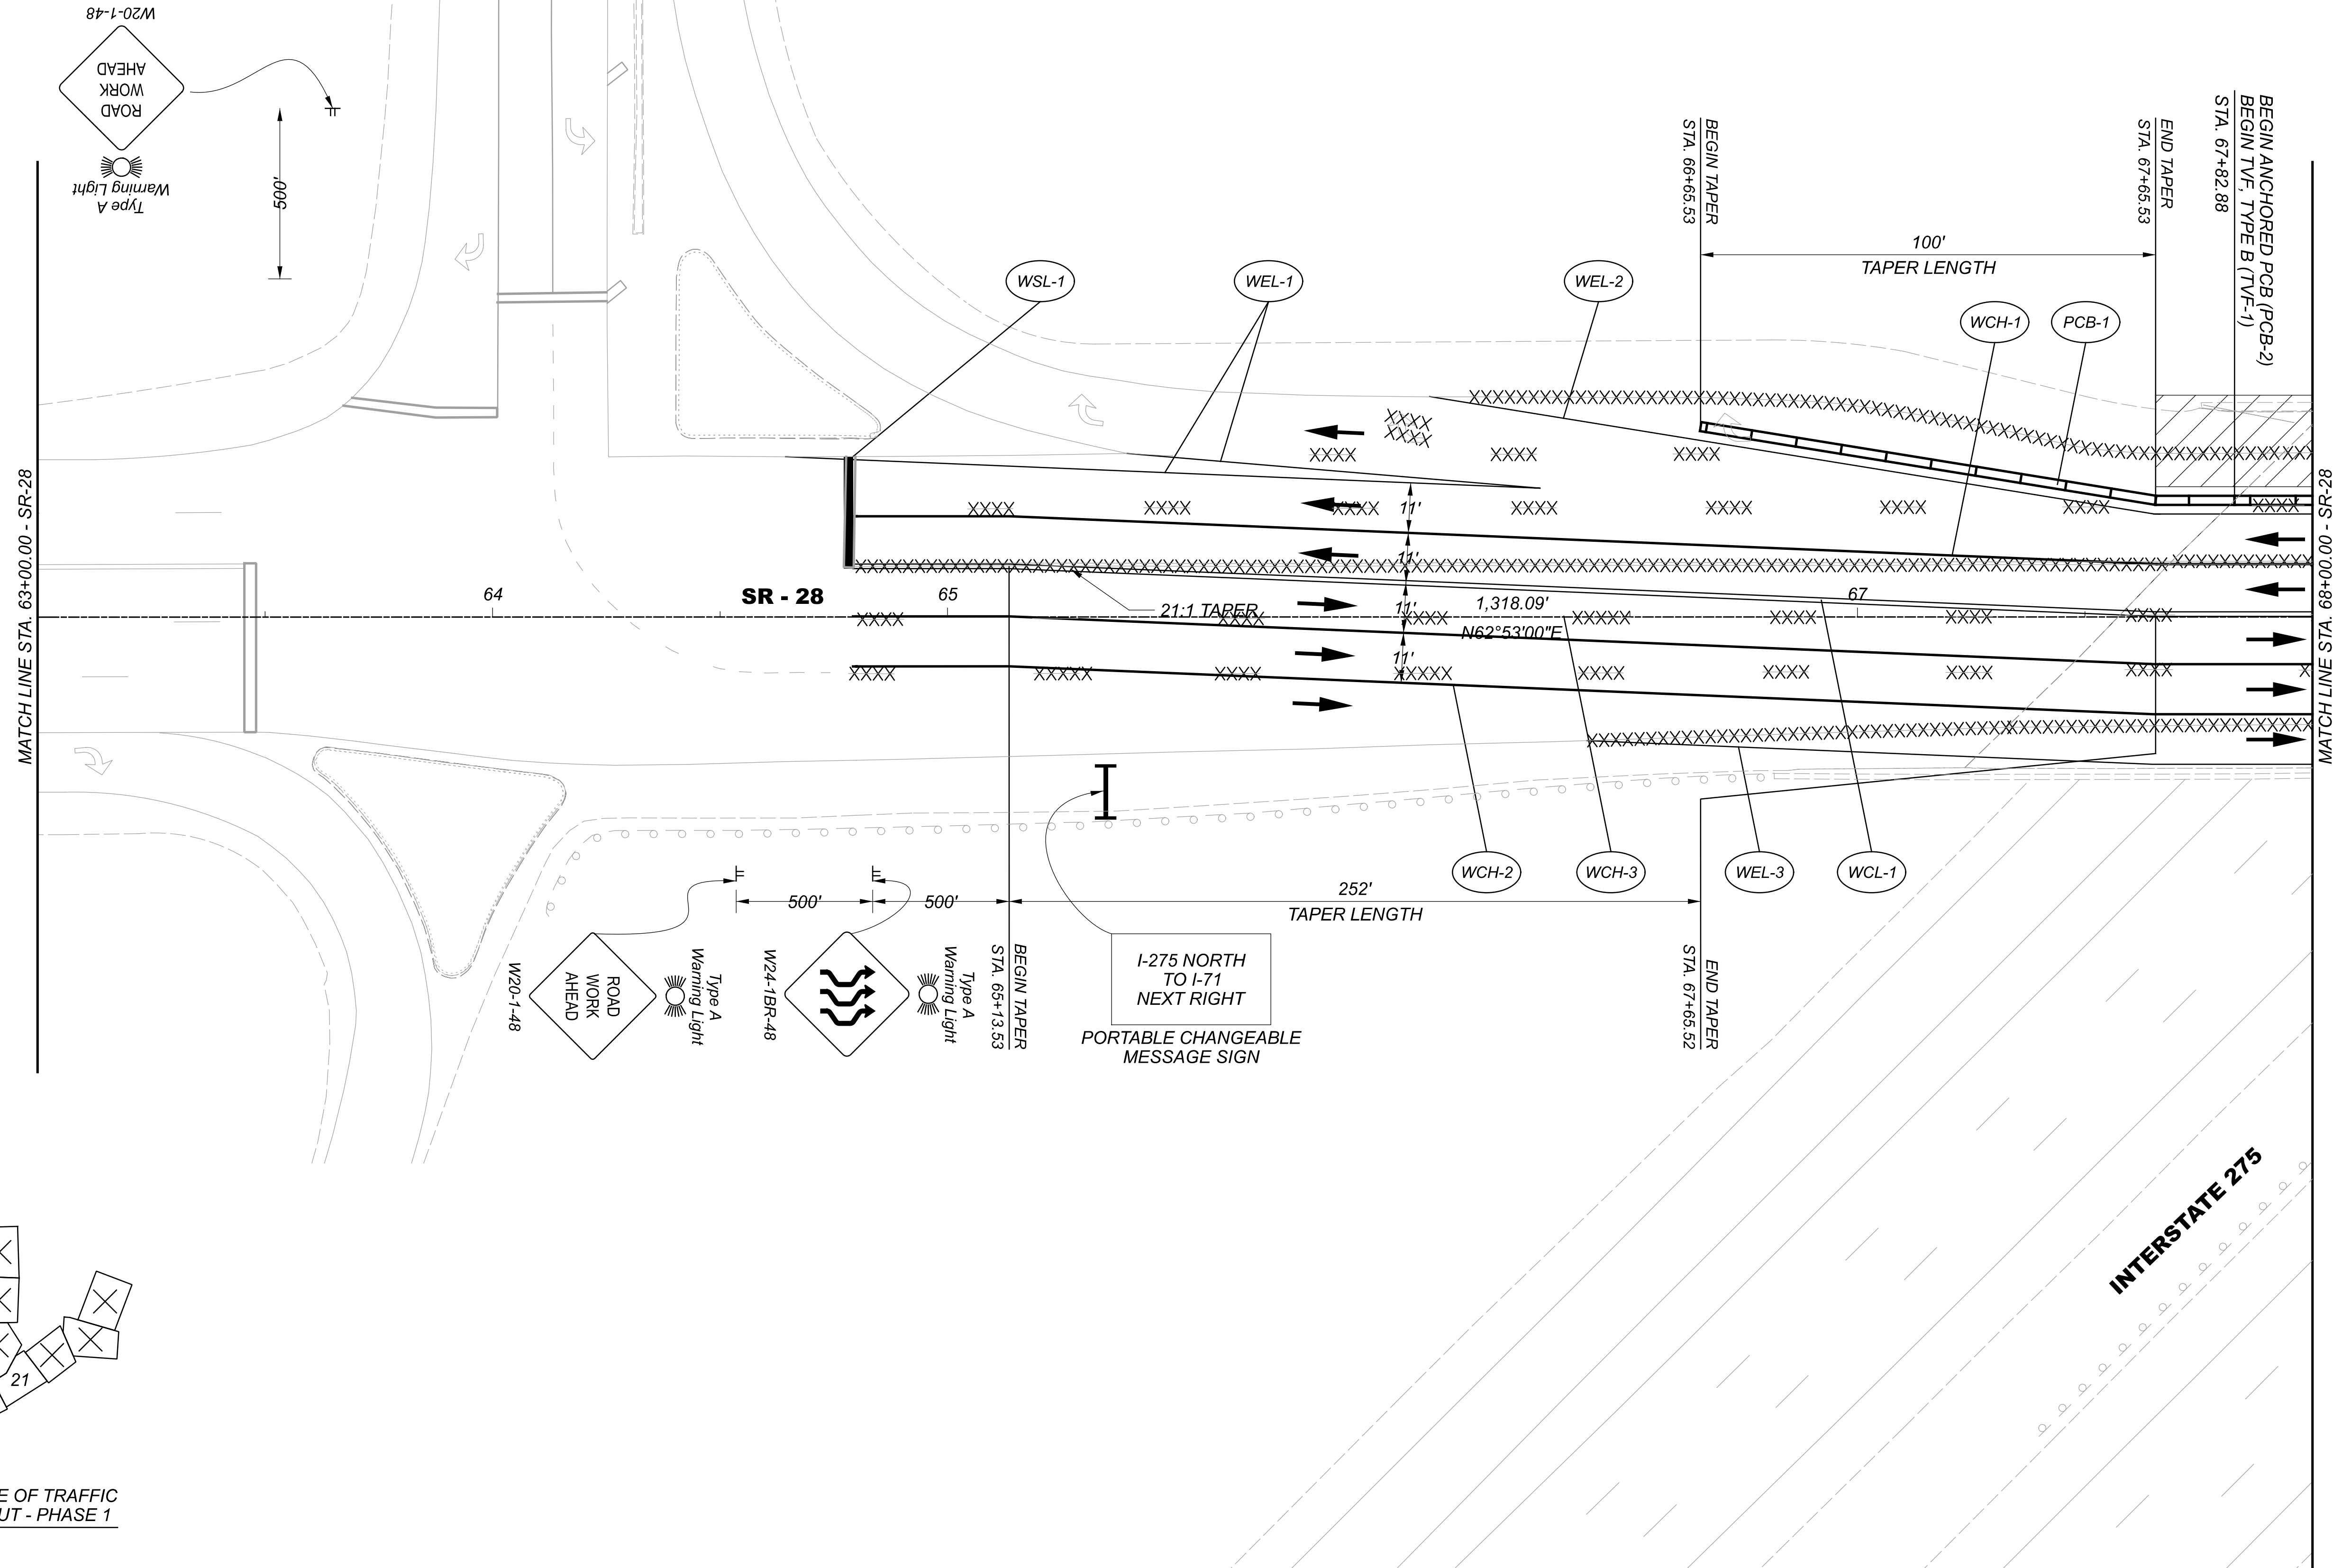 W20-1-48
ROAD
WORK
AHEAD
Type A
Warning Light
500'
MATCH LINE STA. 63+00.00 - SR-28
WSL-1
WEL-1
WEL-2
BEGIN TAPER
STA. 66+65.53
100'
TAPER LENGTH
END TAPER
STA. 67+65.53
BEGIN ANCHORED PCB (PCB-2)
BEGIN TVF, TYPE B (TVF-1)
STA. 67+82.88
WCH-1
PCB-1
11'
11'
11'
11'
64
SR - 28
65
21:1 TAPER
1,318.09'
N62°53'00"E
67
MATCH LINE STA. 68+00.00 - SR-28
WCH-2
WCH-3
WEL-3
WCL-1
500'
500'
252'
TAPER LENGTH
W20-1-48
ROAD
WORK
AHEAD
Type A
Warning Light
W24-1BR-48
Type A
Warning Light
BEGIN TAPER
STA. 65+13.53
I-275 NORTH
TO I-71
NEXT RIGHT
PORTABLE CHANGEABLE
MESSAGE SIGN
END TAPER
STA. 67+65.52
INTERSTATE 275
21
E OF TRAFFIC
UT - PHASE 1